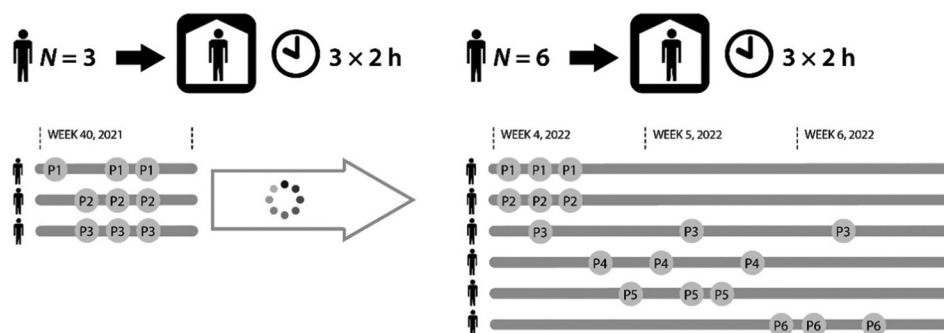 N = 3
3 × 2 h
N = 6
3 × 2 h
WEEK 40, 2021
P1 P1 P1
P2 P2 P2
P3 P3 P3
WEEK 4, 2022 WEEK 5, 2022 WEEK 6, 2022
P1 P1 P1
P2 P2 P2
P3 P3 P3
P4 P4 P4
P5 P5 P5
P6 P6 P6